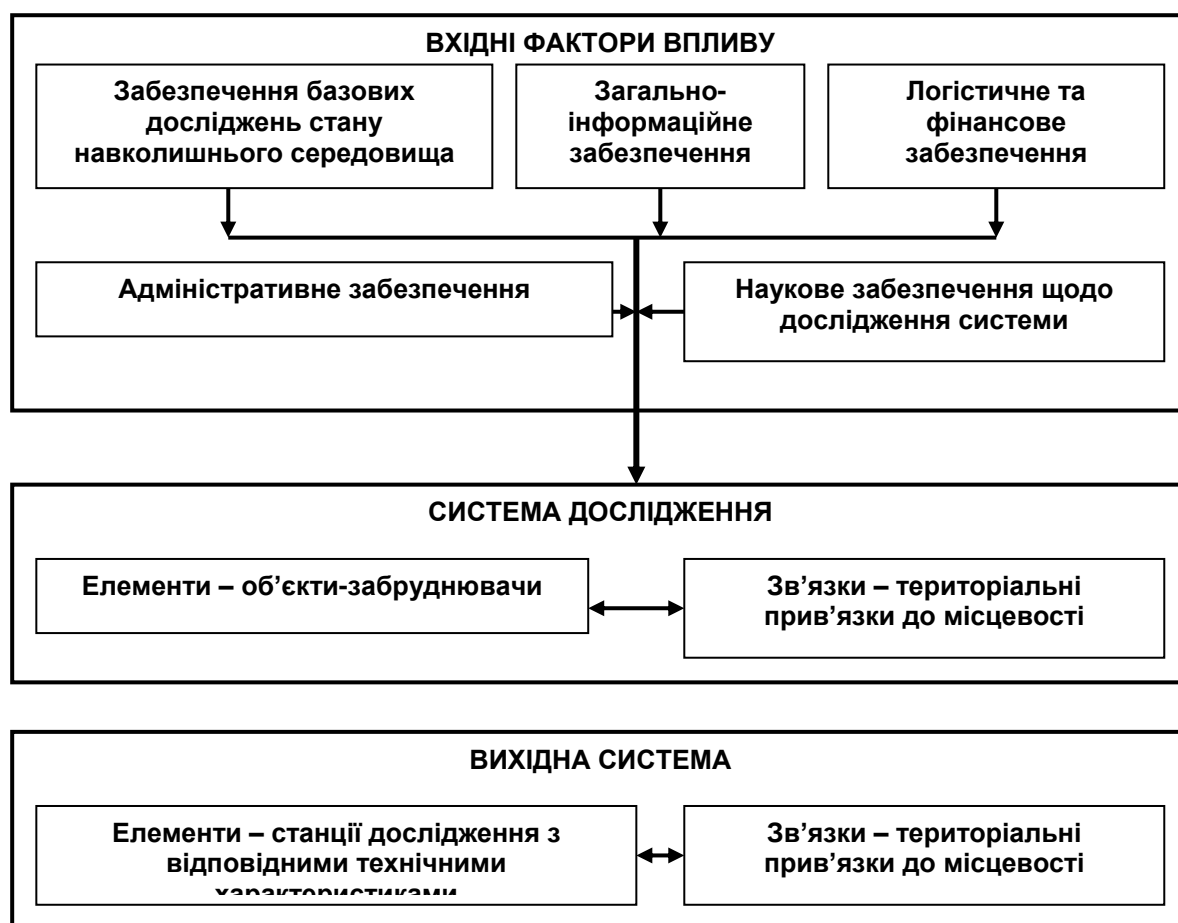 ВХІДНІ ФАКТОРИ ВПЛИВУ
Забезпечення базових
досліджень стану
навколишнього середовища
Загально-
інформаційне
забезпечення
Логістичне та
фінансове
забезпечення
Адміністративне забезпечення
Наукове забезпечення щодо
дослідження системи
СИСТЕМА ДОСЛІДЖЕННЯ
Елементи – об’єкти-забруднювачи
Зв’язки – територіальні
прив’язки до місцевості
ВИХІДНА СИСТЕМА
Елементи – станції дослідження з
відповідними технічними
характеристиками
Зв’язки – територіальні
прив’язки до місцевості